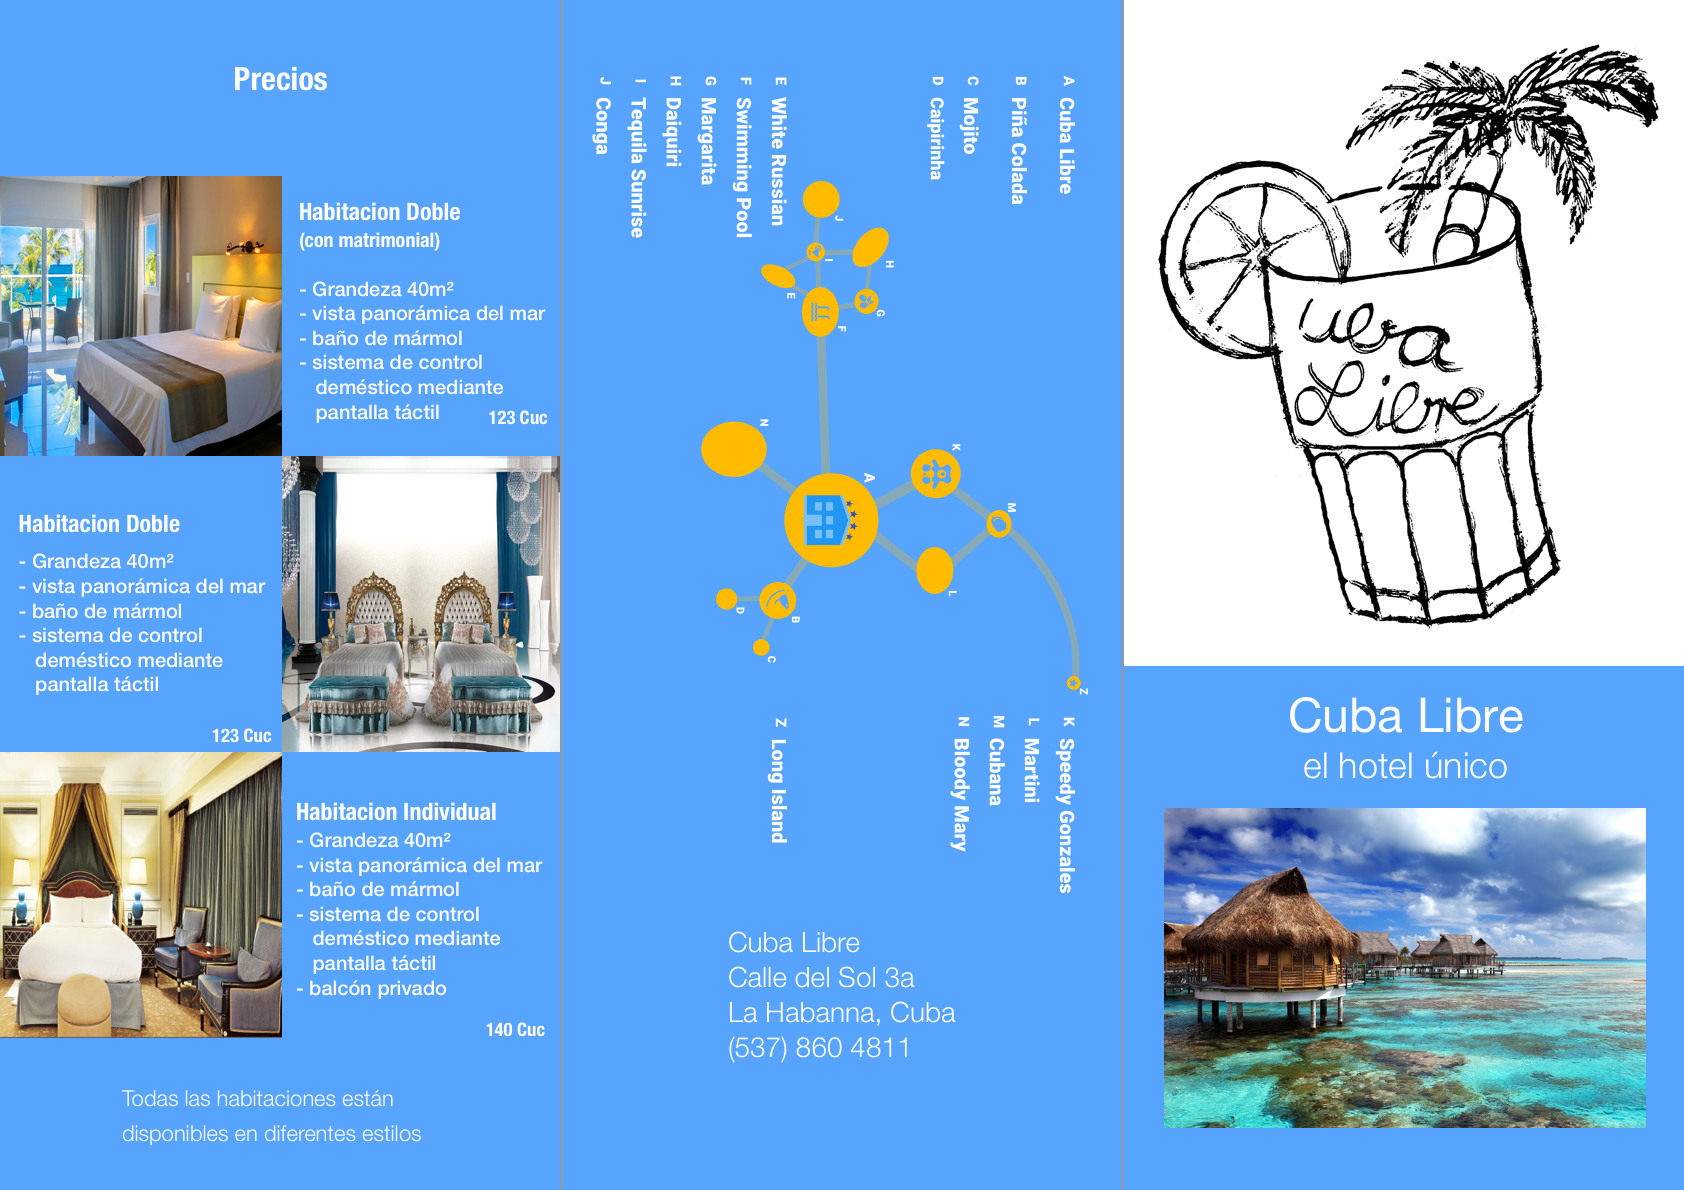 Precios
Habitacion Doble
(con matrimonial)
- Grandeza 40m²
- vista panorámica del mar
- baño de mármol
- sistema de control
deméstico mediante
pantalla táctil
123 Cuc
Habitacion Doble
- Grandeza 40m²
- vista panorámica del mar
- baño de mármol
- sistema de control
deméstico mediante
pantalla táctil
123 Cuc
Habitacion Individual
- Grandeza 40m²
- vista panorámica del mar
- baño de mármol
- sistema de control
deméstico mediante
pantalla táctil
- balcón privado
140 Cuc
Todas las habitaciones están
disponibles en diferentes estilos
A Cuba Libre
B Piña Colada
C Mojito
D Caipirinha
E White Russian
F Swimming Pool
G Margarita
H Daiquiri
I Tequila Sunrise
J Conga
J
H
I
E
G
F
N
K
A
M
L
D
B
C
Z
K Speedy Gonzales
L Martini
M Cubana
N Bloody Mary
Z Long Island
Cuba Libre
Calle del Sol 3a
La Habanna, Cuba
(537) 860 4811
Cuba
Libre
Cuba Libre
el hotel único